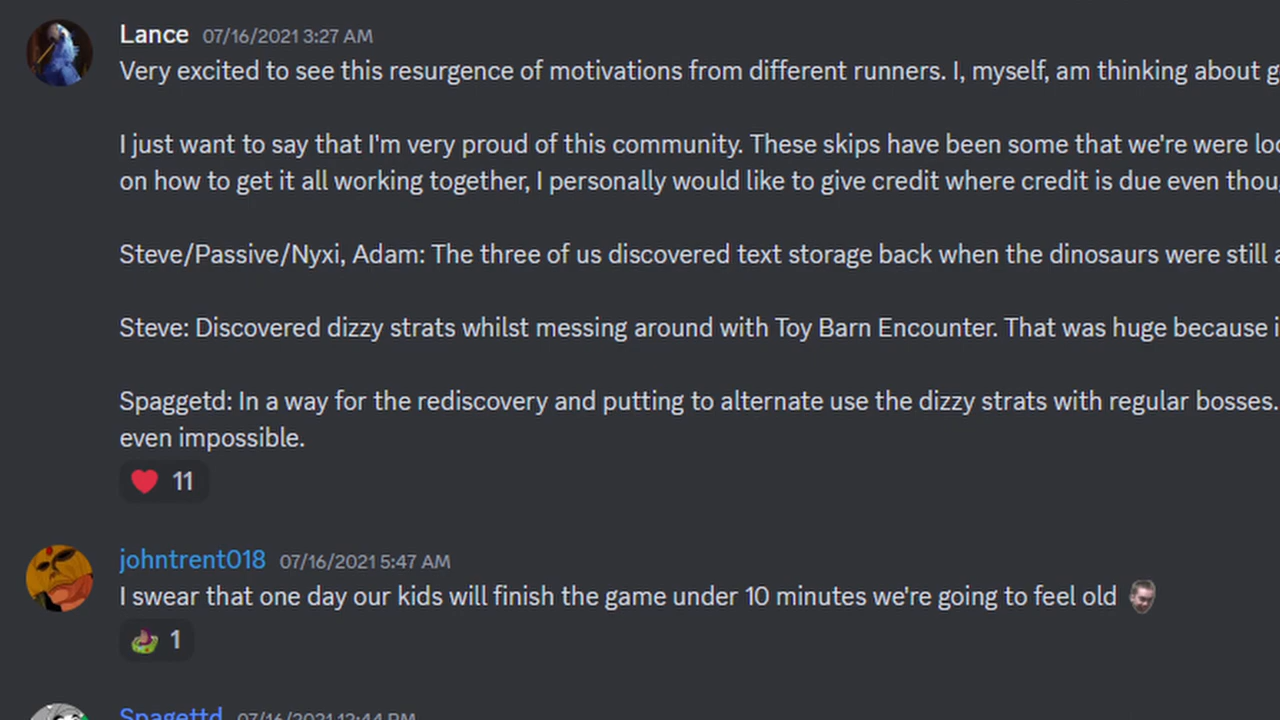 Lance 07/16/2021 3:27 AM
Very excited to see this resurgence of motivations from different runners. I, myself, am thinking about
I just want to say that I'm very proud of this community. These skips have been some that we're were
on how to get it all working together, I personally would like to give credit where credit is due even
Steve/Passive/Nyxi, Adam: The three of us discovered text storage back when the dinosaurs were still
Steve: Discovered dizzy strats whilst messing around with Toy Barn Encounter. That was huge because
Spaggetd: In a way for the rediscovery and putting to alternate use the dizzy strats with regular bosses.
even impossible.
11
johntrent018 07/16/2021 5:47 AM
I swear that one day our kids will finish the game under 10 minutes we're going to feel old
1
Spagettd 07/16/2021 12:44 PM